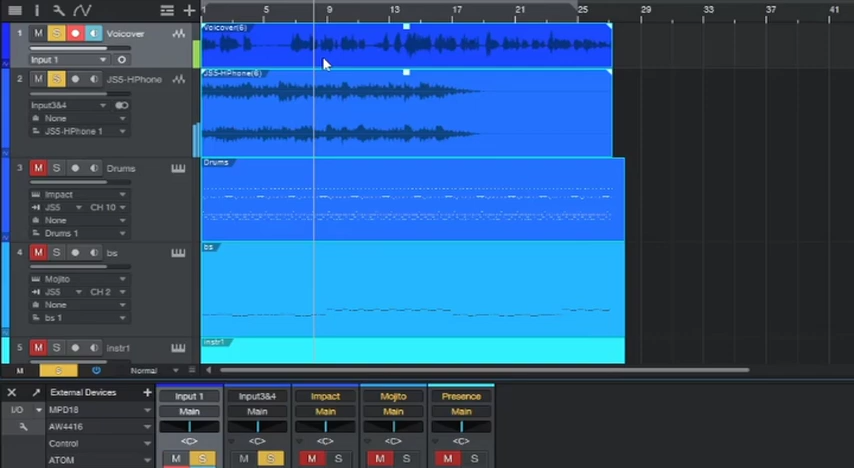 1 5 9 13 17 21 29 33 37 41
1 M S Voicover
Input 1
Voicover(6)
2 M S JS5-HPhone
Input3&4
None
JS5-HPhone 1
JS5-HPhone(6)
3 M S Drums
Impact
JS5 CH 10
None
Drums 1
Drums
4 M S bs
Mojito
JS5 CH 2
None
bs 1
bs
5 M S instr1
instr1
M S Normal
External Devices
I/O MPD18
AW4416
Control
ATOM
Input 1 Input3&4 Impact Mojito Presence
Main Main Main Main Main
<C> <C> <C> <C> <C>
M S M S M S M S M S